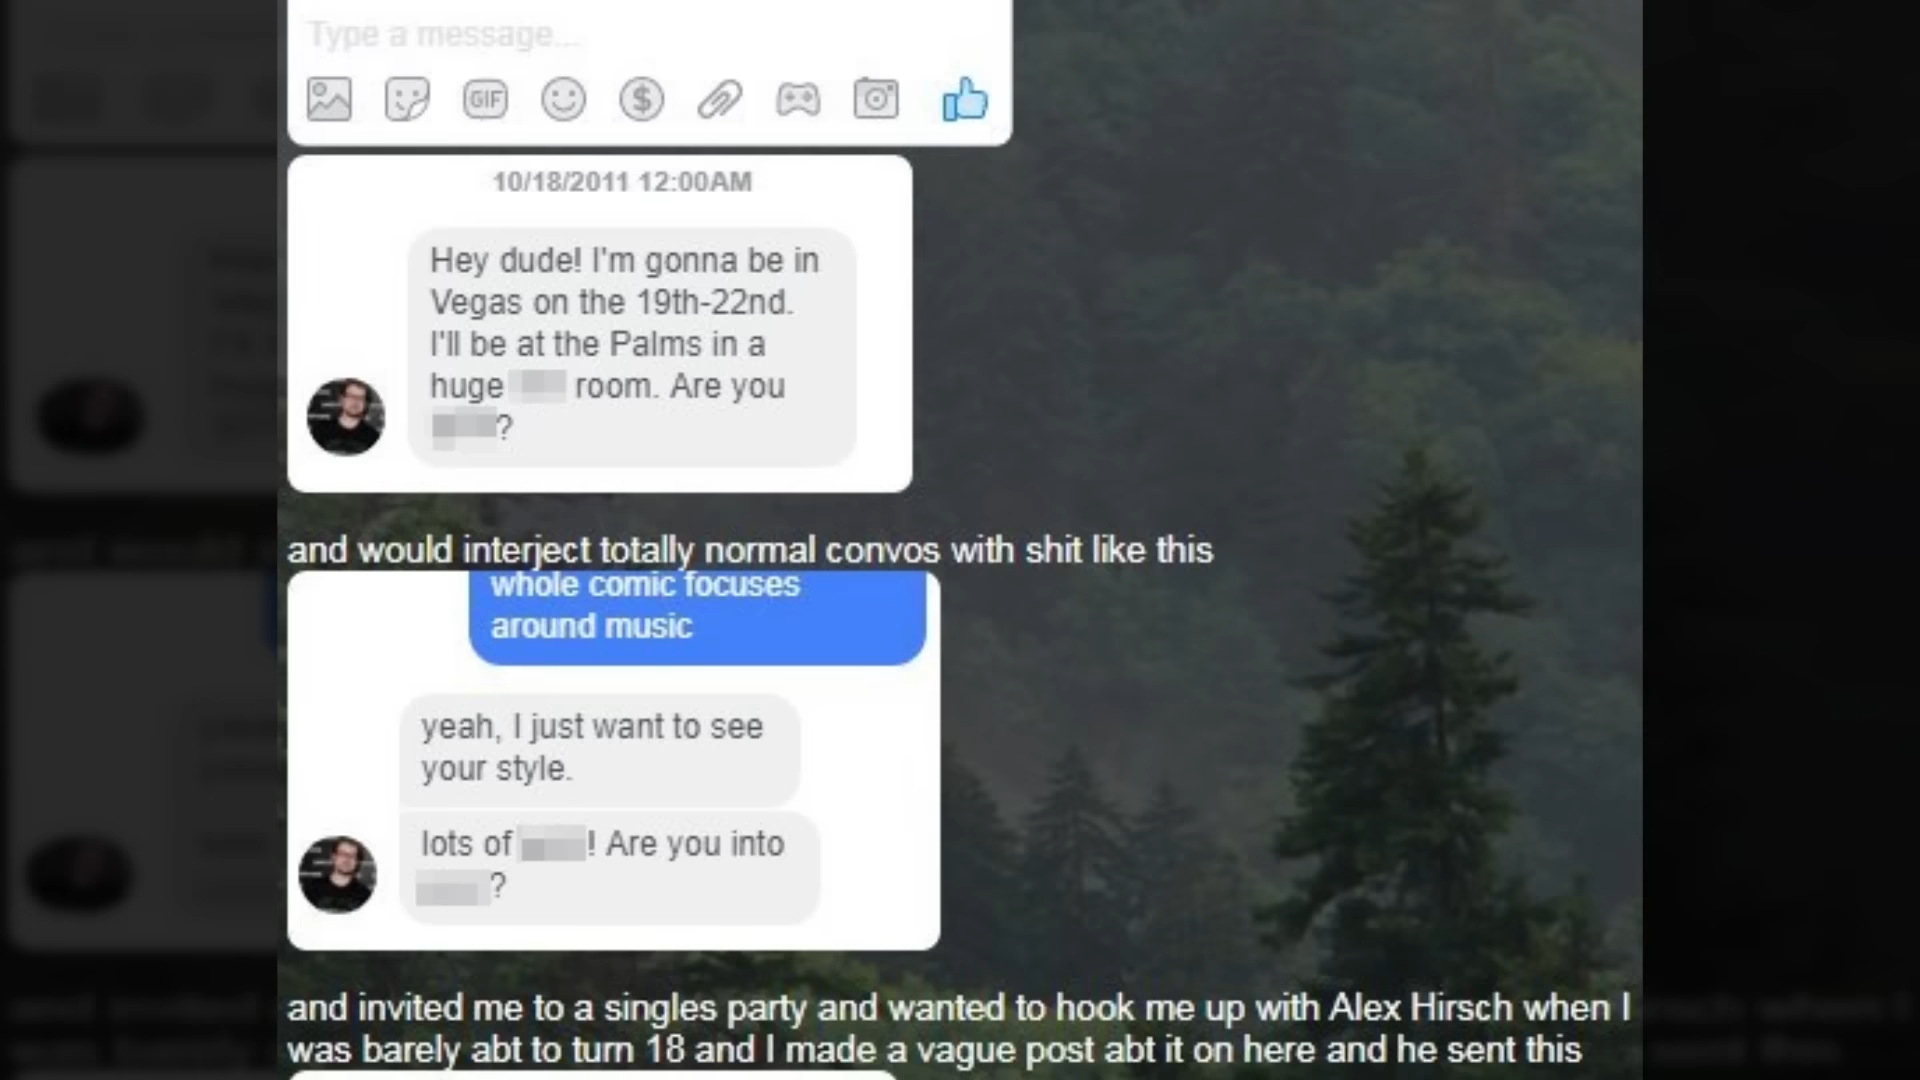 Type a message...
GIF
$
10/18/2011 12:00AM
Hey dude! I'm gonna be in
Vegas on the 19th-22nd.
I'll be at the Palms in a
huge room. Are you
?
and would interject totally normal convos with shit like this
whole comic focuses
around music
yeah, I just want to see
your style.
lots of ! Are you into
?
and invited me to a singles party and wanted to hook me up with Alex Hirsch when I
was barely abt to turn 18 and I made a vague post abt it on here and he sent this